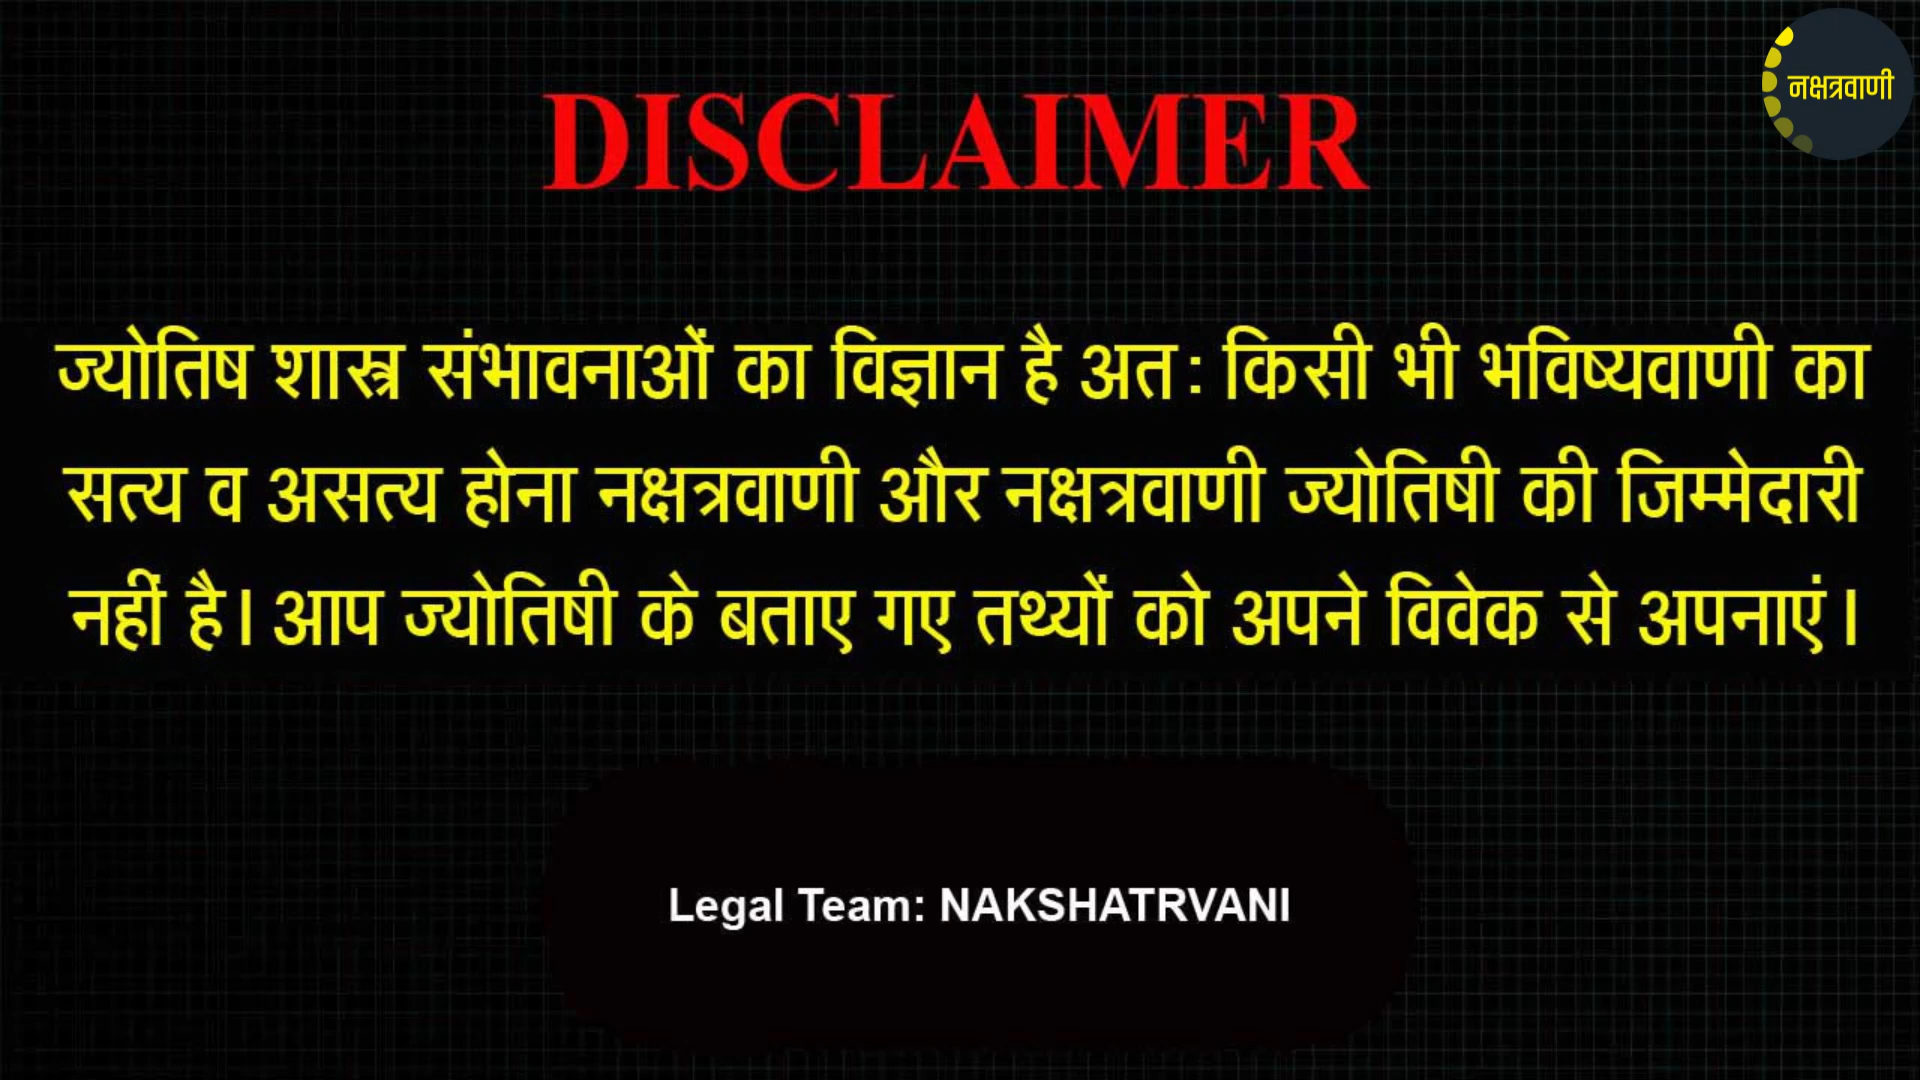 नक्षत्रवाणी
DISCLAIMER
ज्योतिष शास्त्र संभावनाओं का विज्ञान है अतः किसी भी भविष्यवाणी का
सत्य व असत्य होना नक्षत्रवाणी और नक्षत्रवाणी ज्योतिषी की जिम्मेदारी
नहीं है। आप ज्योतिषी के बताए गए तथ्यों को अपने विवेक से अपनाएं।
Legal Team: NAKSHATRVANI